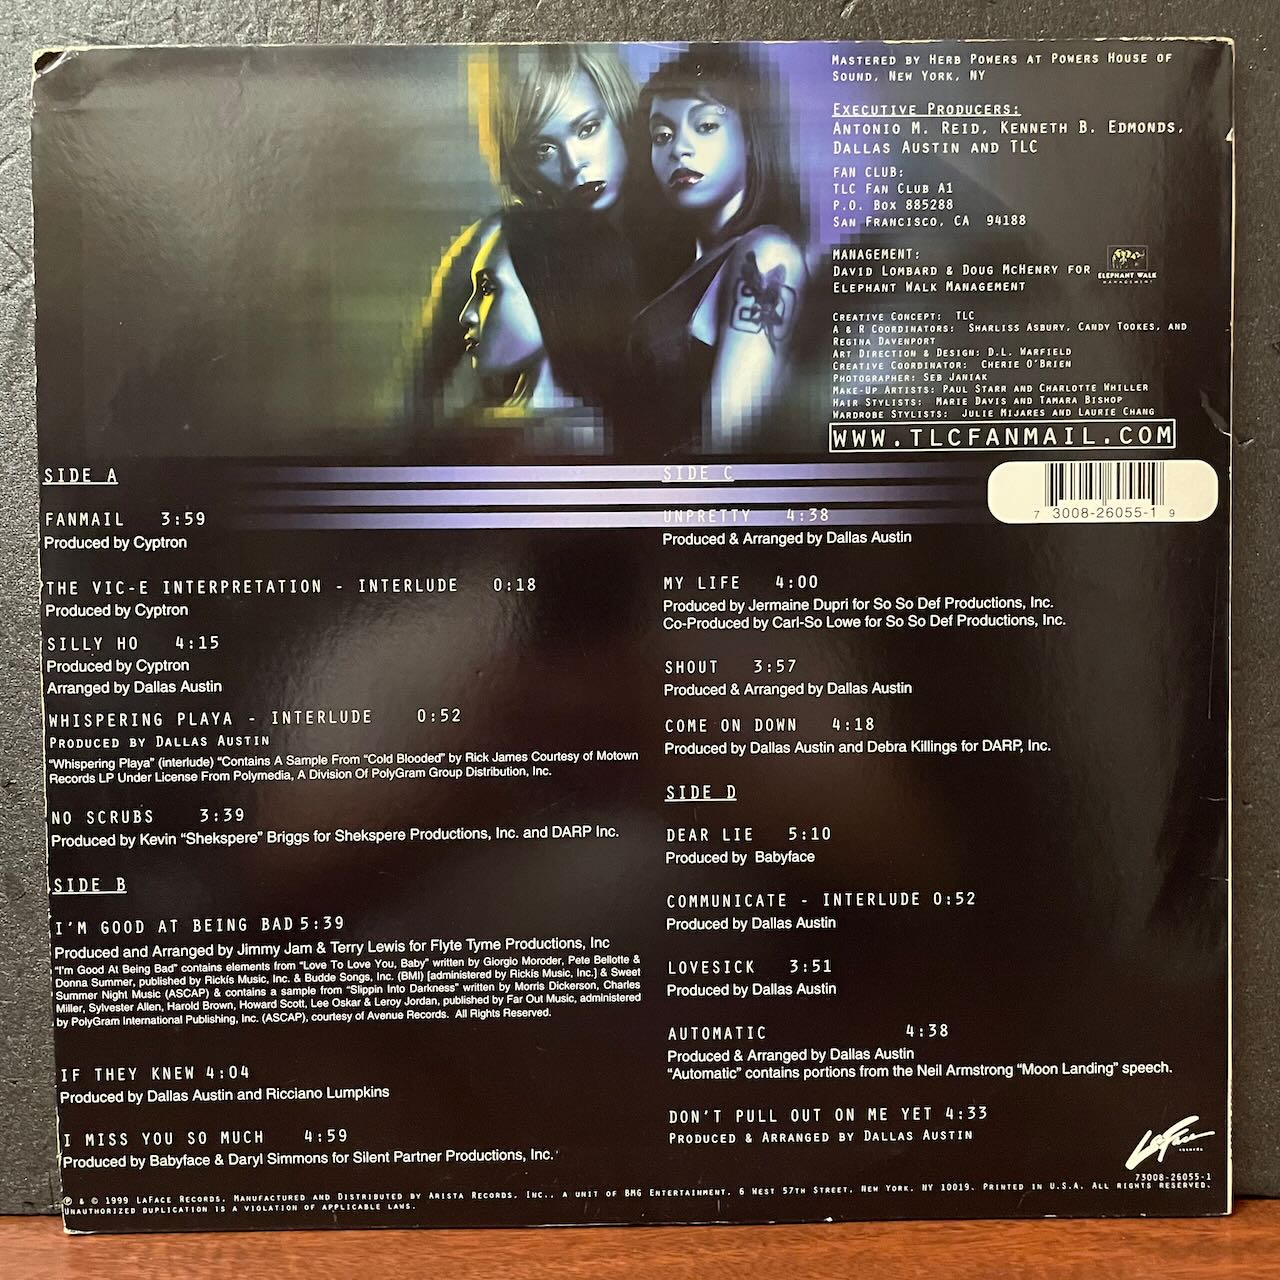 Mastered by Herb Powers at Powers House of
Sound, New York, NY
Executive Producers:
Antonio M. Reid, Kenneth B. Edmonds,
Dallas Austin and TLC
Fan Club:
TLC Fan Club A1
P.O. Box 885288
San Francisco, CA 94188
Management:
David Lombard & Doug McHenry for
Elephant Walk Management
ELEPHANT WALK
MANAGEMENT
Creative Concept: TLC
A & R Coordinators: Sharliss Asbury, Candy Tookes, and
Regina Davenport
Art Direction & Design: D.L. Warfield
Creative Coordinator: Cherie O'Brien
Photographer: Seb Janiak
Make-Up Artists: Paul Starr and Charlotte Whiller
Hair Stylists: Marie Davis and Tamara Bishop
Wardrobe Stylists: Julie Mijares and Laurie Chang
WWW.TLCFANMAIL.COM
7 3008-26055-1 9
SIDE A
FANMAIL 3:59
Produced by Cyptron
THE VIC-E INTERPRETATION - INTERLUDE 0:18
Produced by Cyptron
SILLY HO 4:15
Produced by Cyptron
Arranged by Dallas Austin
WHISPERING PLAYA - INTERLUDE 0:52
Produced by Dallas Austin
"Whispering Playa" (interlude) "Contains A Sample From "Cold Blooded" by Rick James Courtesy of Motown
Records LP Under License From Polymedia, A Division Of PolyGram Group Distribution, Inc.
NO SCRUBS 3:39
Produced by Kevin "Shekspere" Briggs for Shekspere Productions, Inc. and DARP Inc.
SIDE B
I'M GOOD AT BEING BAD 5:39
Produced and Arranged by Jimmy Jam & Terry Lewis for Flyte Tyme Productions, Inc
"I'm Good At Being Bad" contains elements from "Love To Love You, Baby" written by Giorgio Moroder, Pete Bellotte &
Donna Summer, published by Rickís Music, Inc. & Budde Songs, Inc. (BMI) [administered by Rickís Music, Inc.] & Sweet
Summer Night Music (ASCAP) & contains a sample from "Slippin Into Darkness" written by Morris Dickerson, Charles
Miller, Sylvester Allen, Harold Brown, Howard Scott, Lee Oskar & Leroy Jordan, published by Far Out Music, administered
by PolyGram International Publishing, Inc. (ASCAP), courtesy of Avenue Records. All Rights Reserved.
IF THEY KNEW 4:04
Produced by Dallas Austin and Ricciano Lumpkins
I MISS YOU SO MUCH 4:59
Produced by Babyface & Daryl Simmons for Silent Partner Productions, Inc.
SIDE C
UNPRETTY 4:38
Produced & Arranged by Dallas Austin
MY LIFE 4:00
Produced by Jermaine Dupri for So So Def Productions, Inc.
Co-Produced by Carl-So Lowe for So So Def Productions, Inc.
SHOUT 3:57
Produced & Arranged by Dallas Austin
COME ON DOWN 4:18
Produced by Dallas Austin and Debra Killings for DARP, Inc.
SIDE D
DEAR LIE 5:10
Produced by Babyface
COMMUNICATE - INTERLUDE 0:52
Produced by Dallas Austin
LOVESICK 3:51
Produced by Dallas Austin
AUTOMATIC 4:38
Produced & Arranged by Dallas Austin
"Automatic" contains portions from the Neil Armstrong "Moon Landing" speech.
DON'T PULL OUT ON ME YET 4:33
Produced & Arranged by Dallas Austin
LaFace
records
73008-26055-1
℗ & © 1999 LaFace Records. Manufactured and Distributed by Arista Records, Inc., a unit of BMG Entertainment, 6 West 57th Street, New York, NY 10019. Printed in U.S.A. All rights reserved.
Unauthorized duplication is a violation of applicable laws.